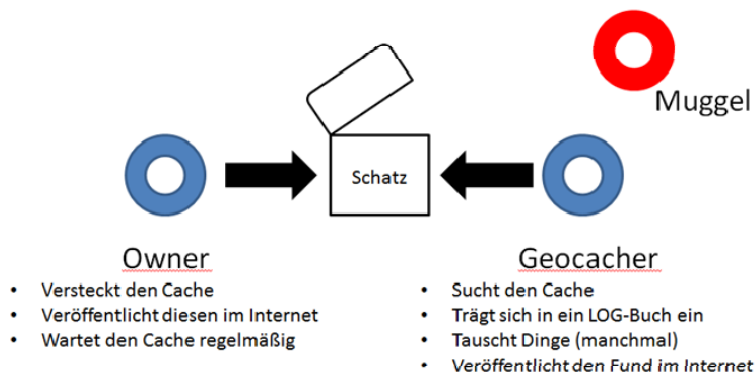 Muggel
Schatz
Owner
• Versteckt den Cache
• Veröffentlicht diesen im Internet
• Wartet den Cache regelmäßig
Geocacher
• Sucht den Cache
• Trägt sich in ein LOG-Buch ein
• Tauscht Dinge (manchmal)
• Veröffentlicht den Fund im Internet